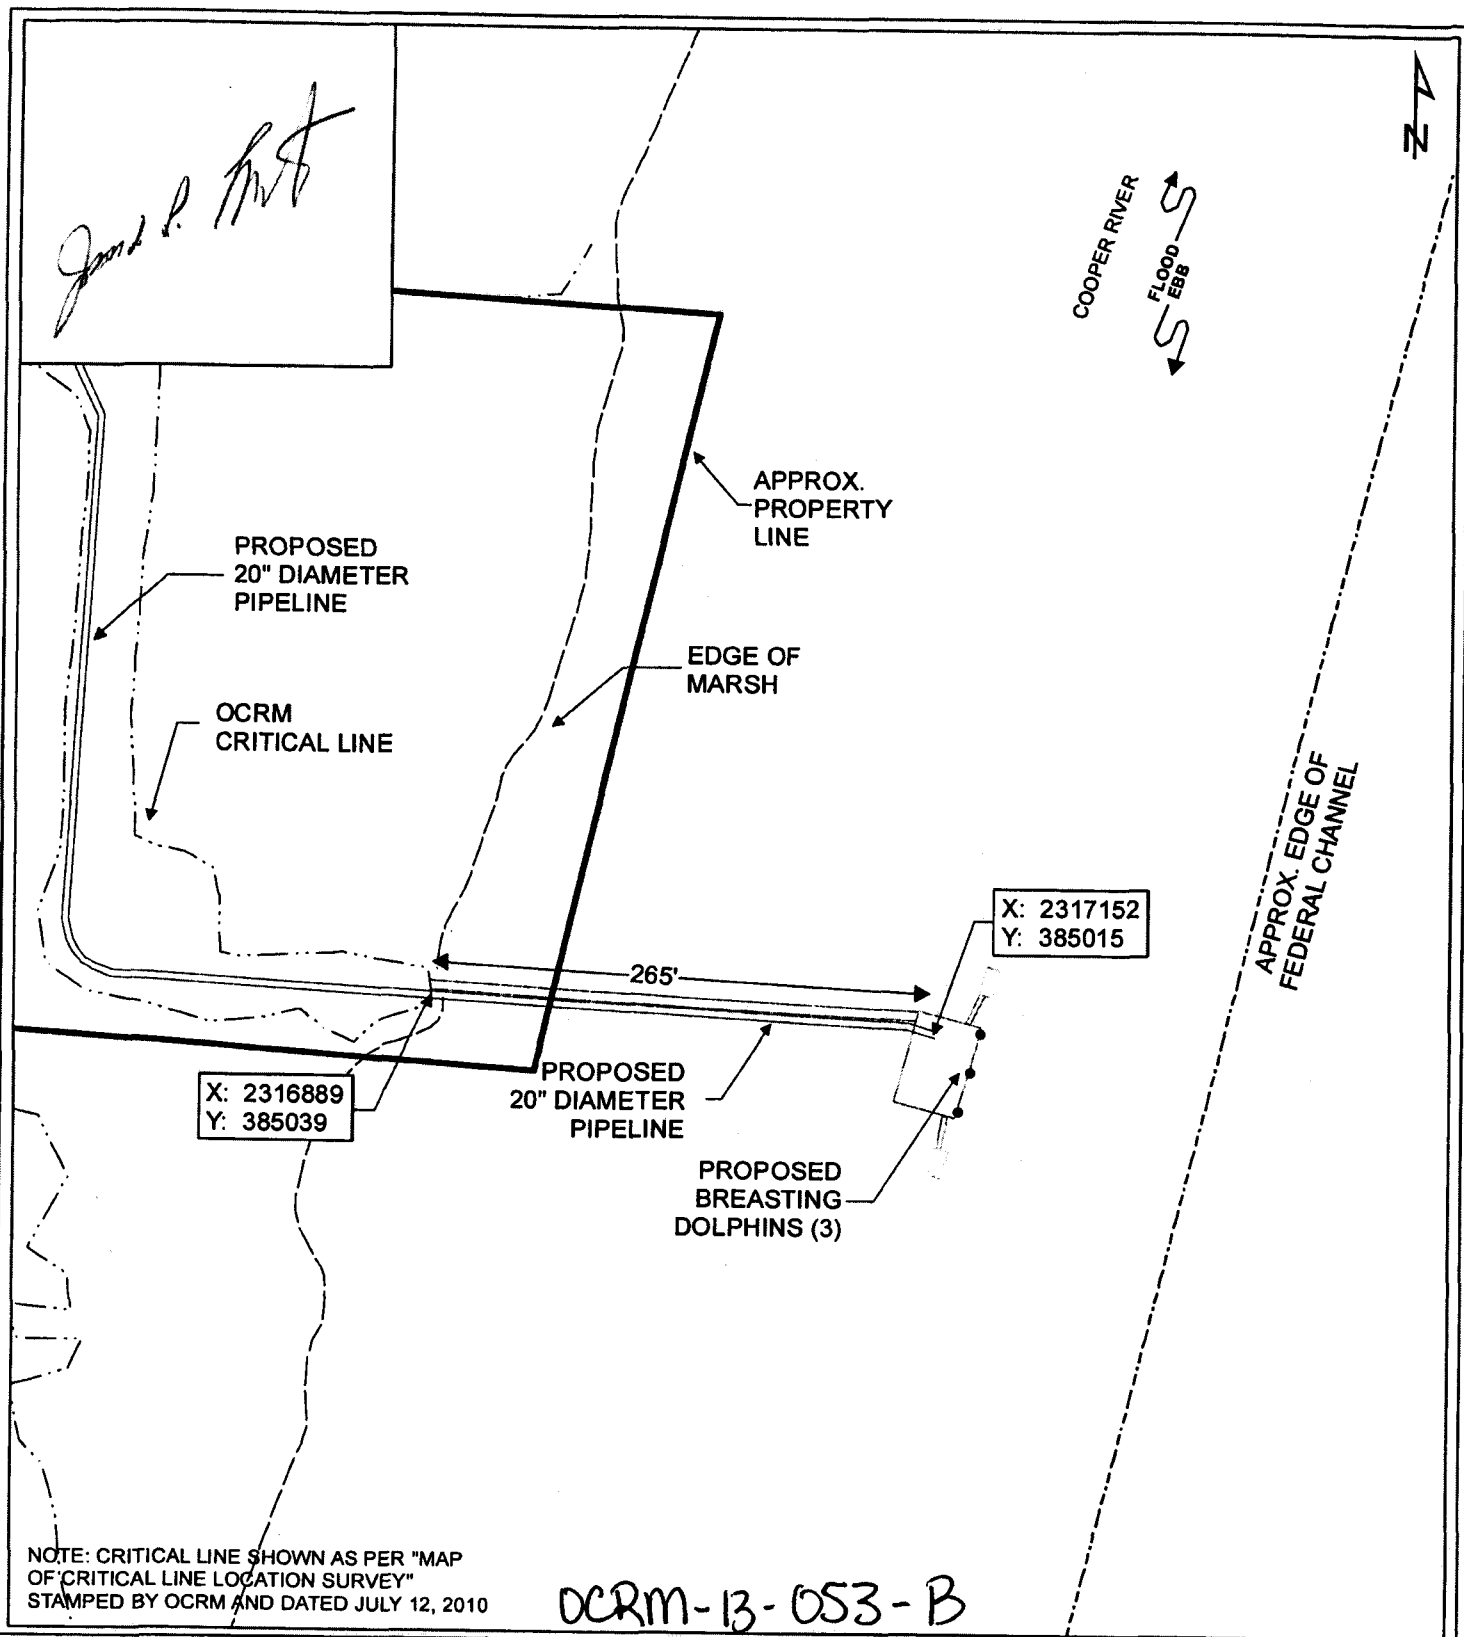 N
COOPER RIVER
FLOOD
EBB
APPROX.
PROPERTY
LINE
PROPOSED
20" DIAMETER
PIPELINE
EDGE OF
MARSH
OCRM
CRITICAL LINE
APPROX. EDGE OF
FEDERAL CHANNEL
X: 2317152
Y: 385015
265'
X: 2316889
Y: 385039
PROPOSED
20" DIAMETER
PIPELINE
PROPOSED
BREASTING
DOLPHINS (3)
NOTE: CRITICAL LINE SHOWN AS PER "MAP
OF CRITICAL LINE LOCATION SURVEY"
STAMPED BY OCRM AND DATED JULY 12, 2010
OCRM-13-053-B